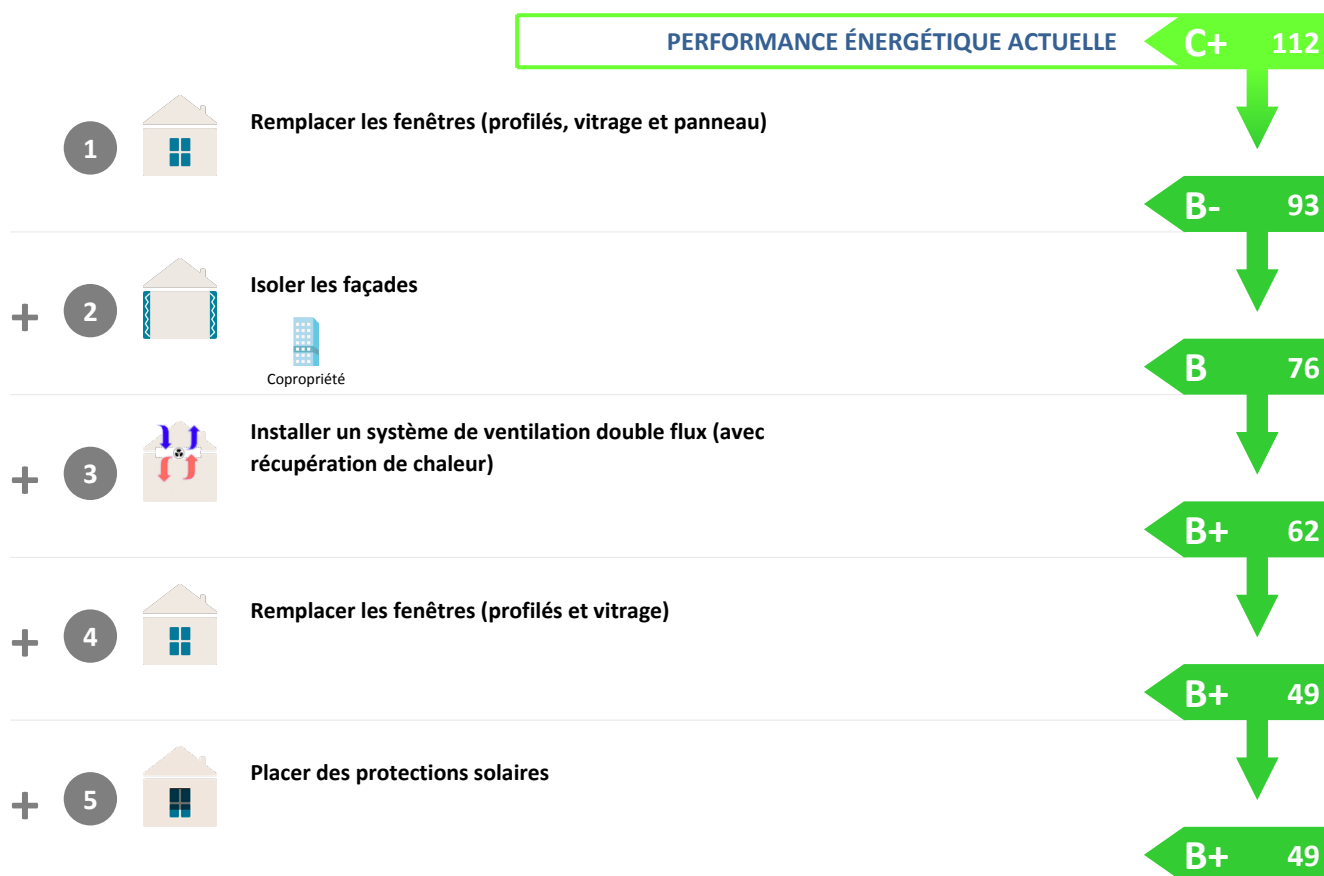 PERFORMANCE ÉNERGÉTIQUE ACTUELLE C+ 112
1 Remplacer les fenêtres (profilés, vitrage et panneau)
B- 93
+ 2 Isoler les façades
Copropriété
B 76
+ 3 Installer un système de ventilation double flux (avec
récupération de chaleur)
B+ 62
+ 4 Remplacer les fenêtres (profilés et vitrage)
B+ 49
+ 5 Placer des protections solaires
B+ 49